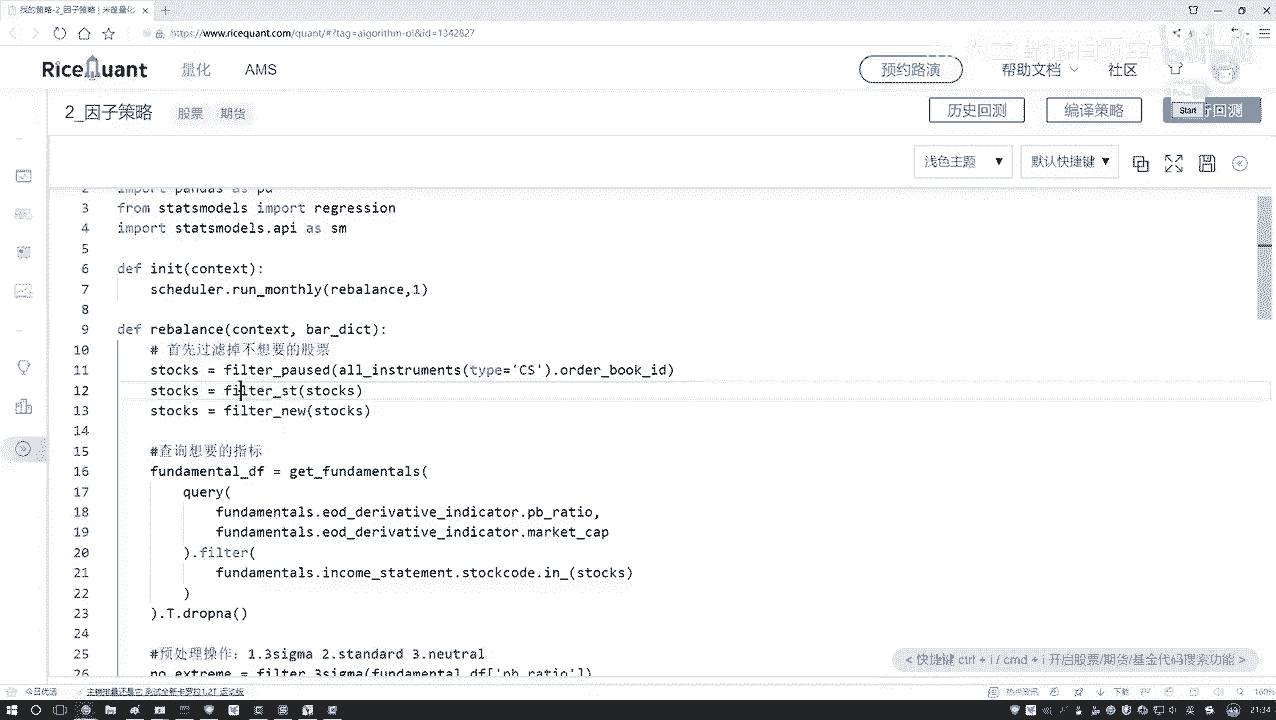 我的策略-2_因子策略 | 米筐量化
https://www.ricequant.com/quant/#?tag=algorithm-ol&id=1342827
RiceQuant 量化 AMS 预约路演 帮助文档 社区
2_因子策略 股票 期货 历史回测 编译策略 回测
Start
浅色主题 默认快捷键
2 import pandas as pd
3 from statsmodels import regression
4 import statsmodels.api as sm
5
6 def init(context):
7 scheduler.run_monthly(rebalance,1)
8
9 def rebalance(context, bar_dict):
10 # 首先过滤掉不想要的股票
11 stocks = filter_paused(all_instruments(type='CS').order_book_id)
12 stocks = filter_st(stocks)
13 stocks = filter_new(stocks)
14
15 #查询想要的指标
16 fundamental_df = get_fundamentals(
17 query(
18 fundamentals.eod_derivative_indicator.pb_ratio,
19 fundamentals.eod_derivative_indicator.market_cap
20 ).filter(
21 fundamentals.income_statement.stockcode.in_(stocks)
22 )
23 ).T.dropna()
24
25 #预处理操作: 1.3sigma 2.standard 3.neutral
26 no_extreme = filter_3sigma(fundamental_df['pb_ratio'])
< 快捷键 ctrl + i / cmd + i 开启股票/期货/基金代码搜索功能 >
160%
21:24